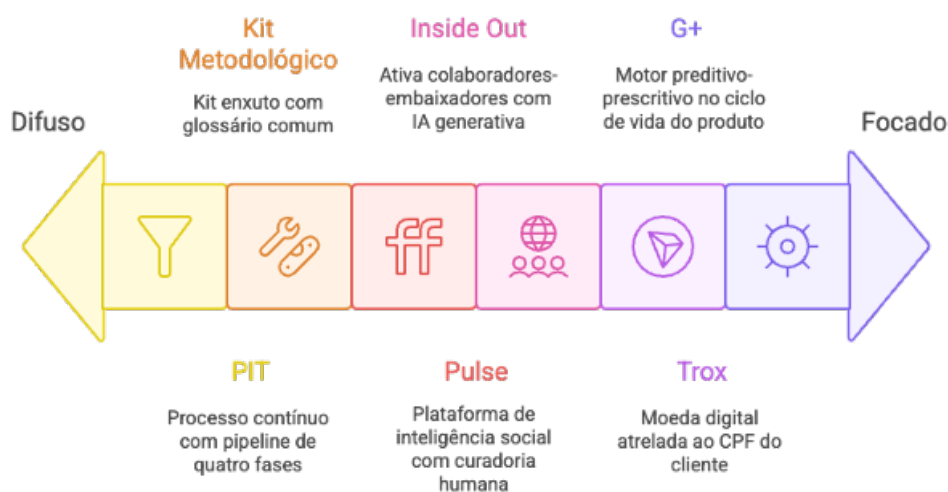 Kit
Metodológico
Kit enxuto com
glossário comum
Inside Out
Ativa colaboradores-
embaixadores com
IA generativa
G+
Motor preditivo-
prescritivo no ciclo
de vida do produto
Difuso
Focado
ff
PIT
Processo contínuo
com pipeline de
quatro fases
Pulse
Plataforma de
inteligência social
com curadoria
humana
Trox
Moeda digital
atrelada ao CPF do
cliente